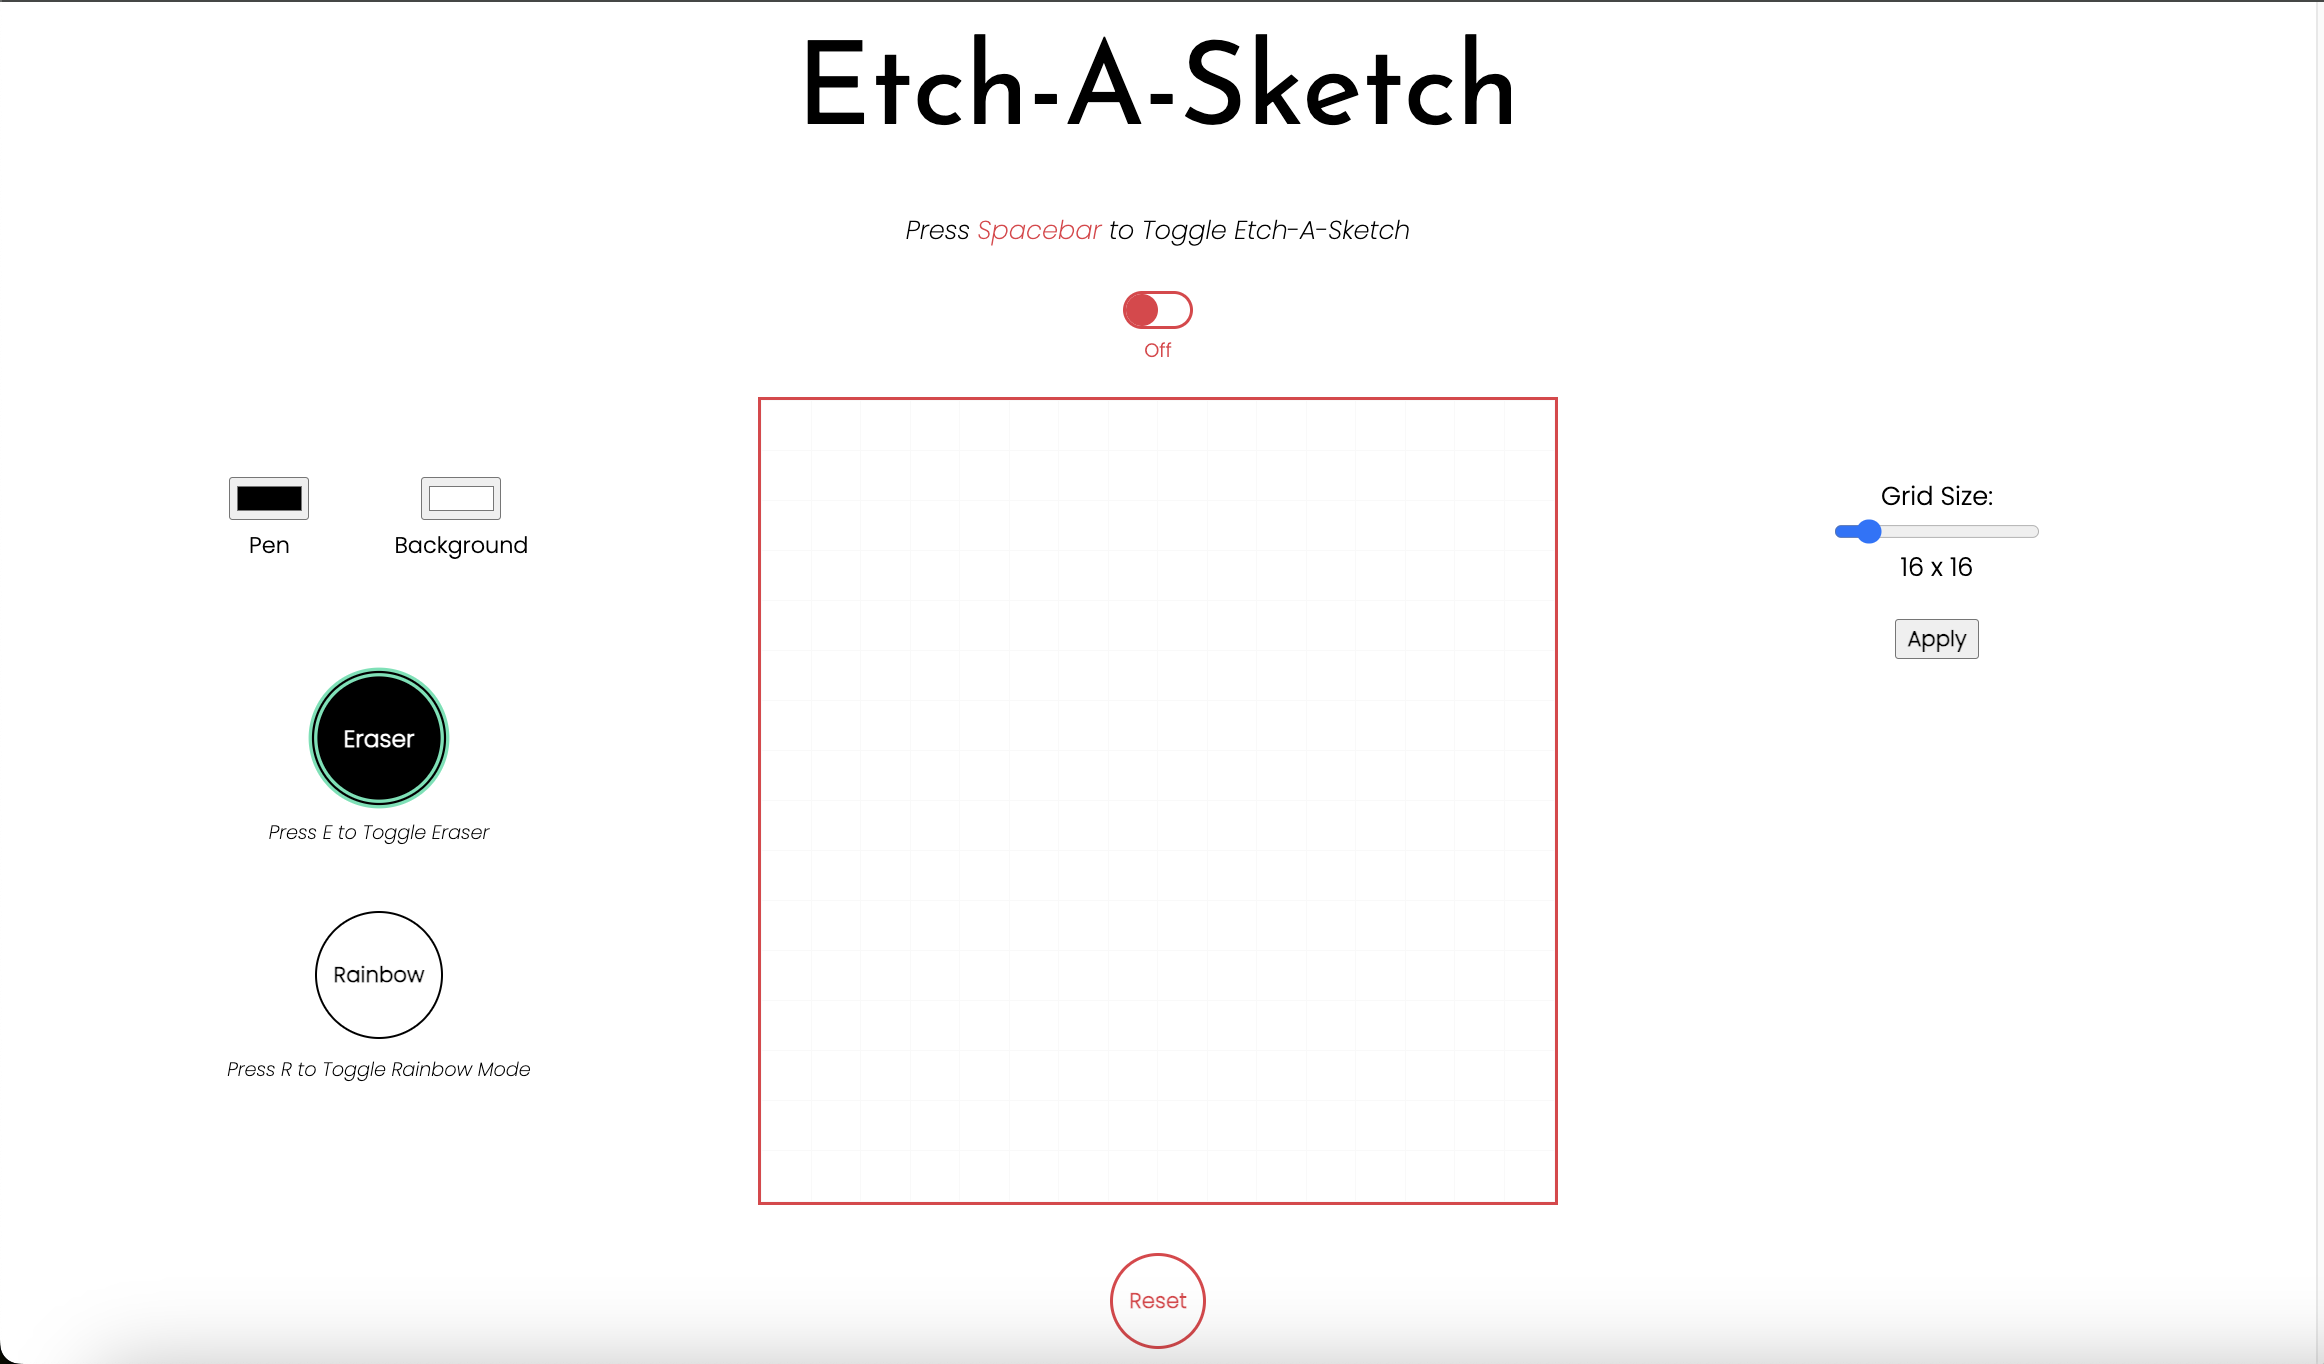 Etch-A-Sketch
Press Spacebar to Toggle Etch-A-Sketch
Off
Pen
Background
Eraser
Press E to Toggle Eraser
Rainbow
Press R to Toggle Rainbow Mode
Grid Size:
16 x 16
Apply
Reset